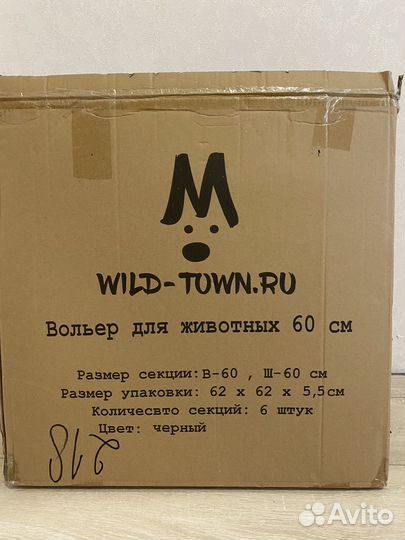 M
WILD-TOWN.RU
Вольер для животных 60 см
Размер секции: В-60 , Ш-60 см
Размер упаковки: 62 x 62 x 5,5см
Количесвто секций: 6 штук
Цвет: черный
Avito